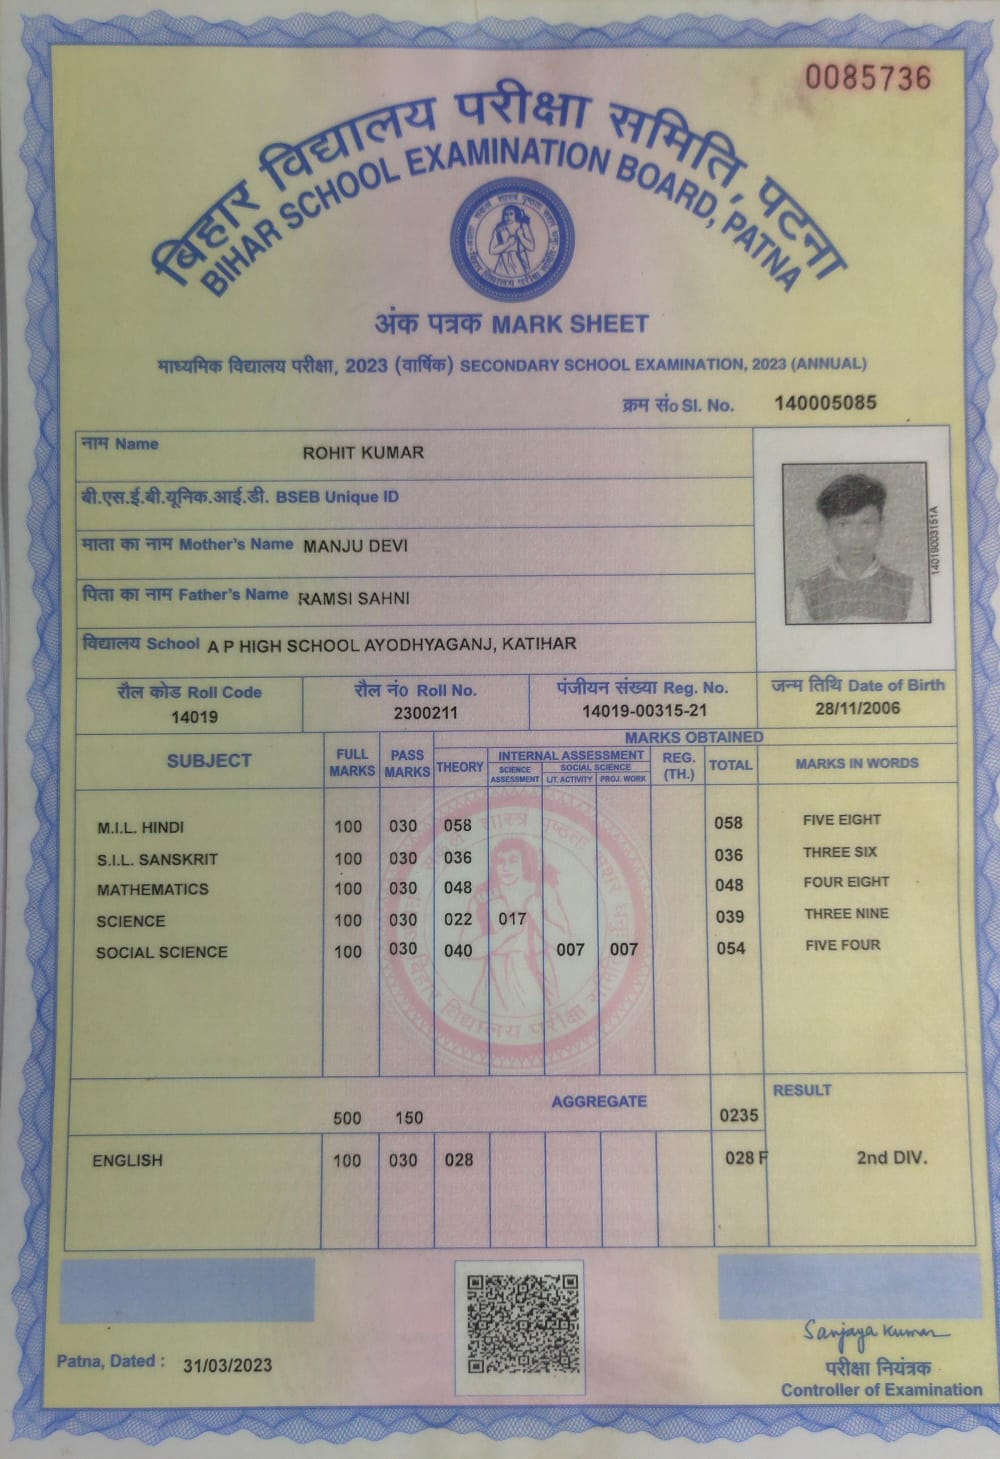 0085736
बिहार विद्यालय परीक्षा समिति, पटना
BIHAR SCHOOL EXAMINATION BOARD, PATNA
अंक पत्रक MARK SHEET
माध्यमिक विद्यालय परीक्षा, 2023 (वार्षिक) SECONDARY SCHOOL EXAMINATION, 2023 (ANNUAL)
क्रम सं० Sl. No. 140005085
नाम Name ROHIT KUMAR
बी.एस.ई.बी.यूनिक.आई.डी. BSEB Unique ID
माता का नाम Mother's Name MANJU DEVI
पिता का नाम Father's Name RAMSI SAHNI
विद्यालय School A P HIGH SCHOOL AYODHYAGANJ, KATIHAR
14019003151A
रौल कोड Roll Code रौल नं० Roll No. पंजीयन संख्या Reg. No. जन्म तिथि Date of Birth
14019 2300211 14019-00315-21 28/11/2006
MARKS OBTAINED
SUBJECT FULL MARKS PASS MARKS THEORY INTERNAL ASSESSMENT REG. (TH.) TOTAL MARKS IN WORDS
SCIENCE ASSESSMENT SOCIAL SCIENCE
LIT. ACTIVITY PROJ. WORK
M.I.L. HINDI 100 030 058 058 FIVE EIGHT
S.I.L. SANSKRIT 100 030 036 036 THREE SIX
MATHEMATICS 100 030 048 048 FOUR EIGHT
SCIENCE 100 030 022 017 039 THREE NINE
SOCIAL SCIENCE 100 030 040 007 007 054 FIVE FOUR
RESULT
AGGREGATE
500 150 0235
ENGLISH 100 030 028 028 F 2nd DIV.
Sanjaya Kumar
Patna, Dated : 31/03/2023
परीक्षा नियंत्रक
Controller of Examination